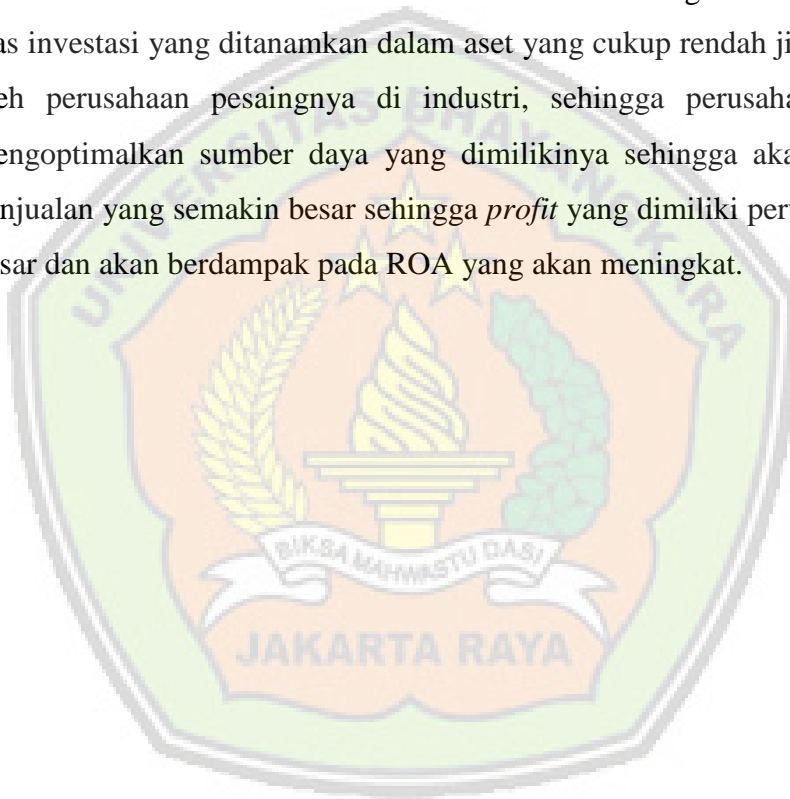 as investasi yang ditanamkan dalam aset yang cukup rendah ji
eh perusahaan pesaingnya di industri, sehingga perusaha
engoptimalkan sumber daya yang dimilikinya sehingga aka
njualan yang semakin besar sehingga profit yang dimiliki per
sar dan akan berdampak pada ROA yang akan meningkat.
UNIVERSITAS BHAYANGKARA
BIKSA MAHWASTU DASI
JAKARTA RAYA